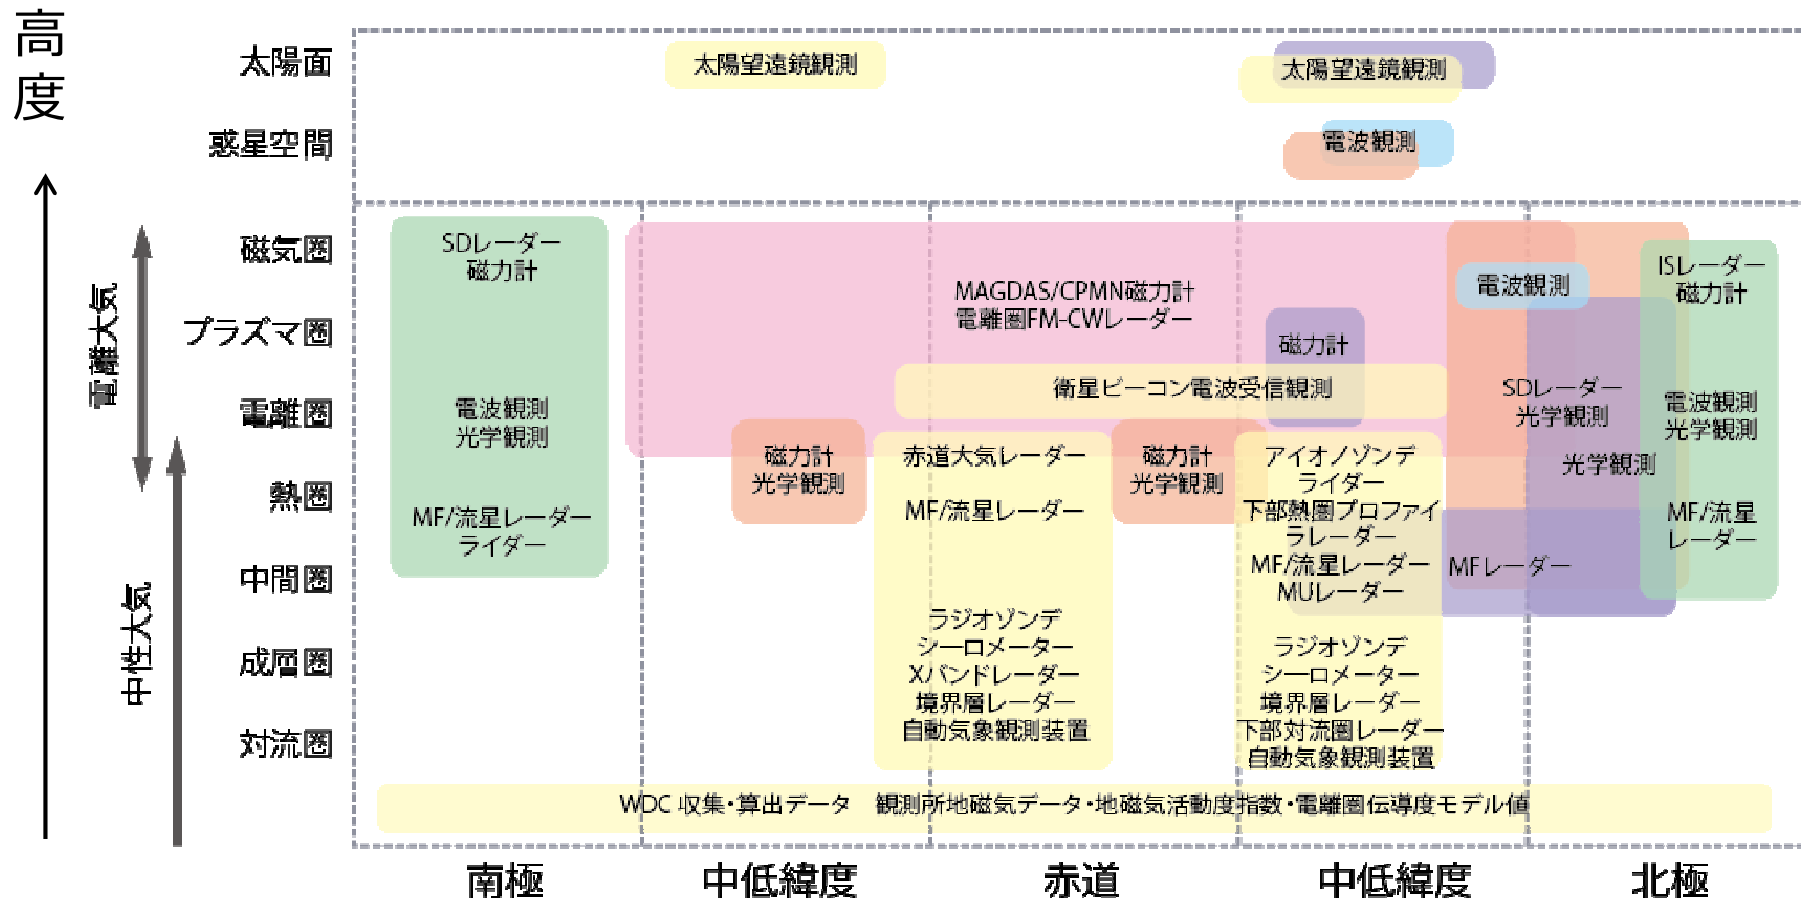 高度
太陽面
太陽望遠鏡観測
太陽望遠鏡観測
惑星空間
電波観測
磁気圏
プラズマ圏
電離圏
熱圏
中間圏
成層圏
対流圏
電離大気
中性大気
SDレーダー
磁力計
電波観測
光学観測
MF/流星レーダー
ライダー
MAGDAS/CPMN磁力計
電離圏FM-CWレーダー
磁力計
衛星ビーコン電波受信観測
磁力計
光学観測
赤道大気レーダー
MF/流星レーダー
ラジオゾンデ
シーロメーター
Xバンドレーダー
境界層レーダー
自動気象観測装置
磁力計
光学観測
アイオノゾンデ
ライダー
下部熱圏プロファイ
ラレーダー
MF/流星レーダー
MUレーダー
ラジオゾンデ
シーロメーター
境界層レーダー
下部対流圏レーダー
自動気象観測装置
電波観測
SDレーダー
光学観測
光学観測
MFレーダー
ISレーダー
磁力計
電波観測
光学観測
MF/流星
レーダー
WDC 収集・算出データ 観測所地磁気データ・地磁気活動度指数・電離圏伝導度モデル値
南極
中低緯度
赤道
中低緯度
北極